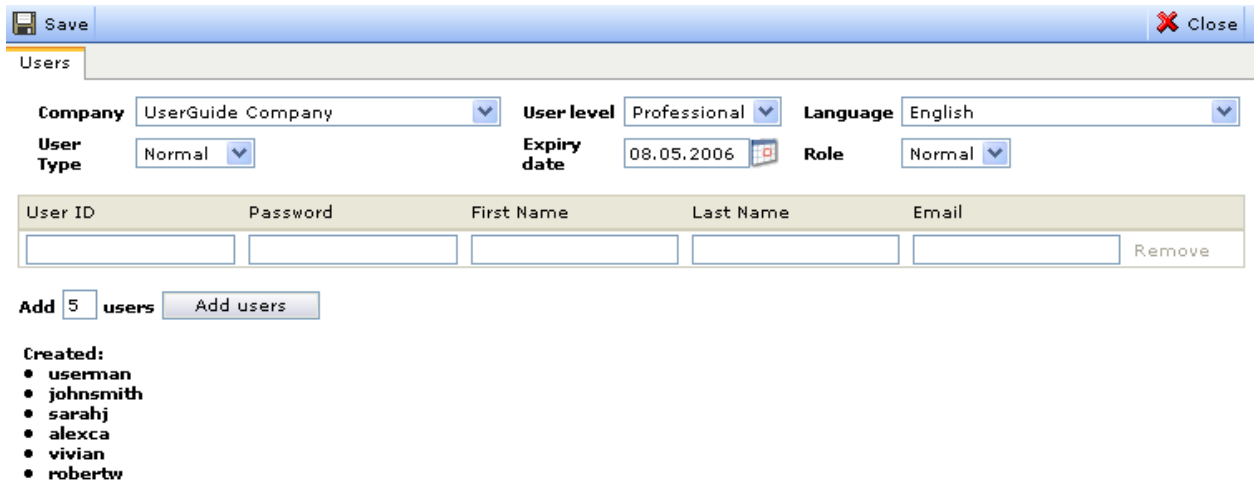 Save Close
Users
Company UserGuide Company User level Professional Language English
User Type Normal Expiry date 08.05.2006 Role Normal
User ID Password First Name Last Name Email
Remove
Add 5 users Add users
Created:
• userman
• johnsmith
• sarahj
• alexca
• vivian
• robertw